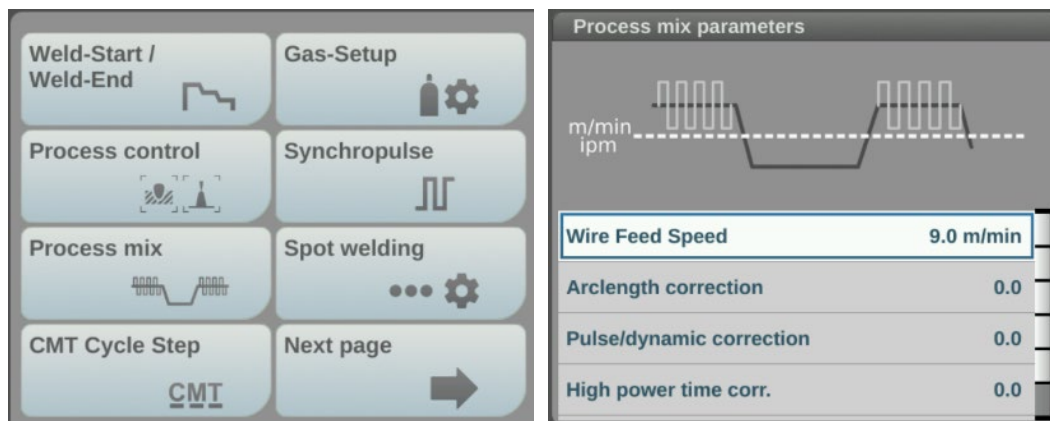 Weld-Start /
Weld-End
Gas-Setup
Process control
Synchropulse
Process mix
Spot welding
CMT Cycle Step
CMT
Next page
Process mix parameters
m/min
ipm
Wire Feed Speed 9.0 m/min
Arclength correction 0.0
Pulse/dynamic correction 0.0
High power time corr. 0.0